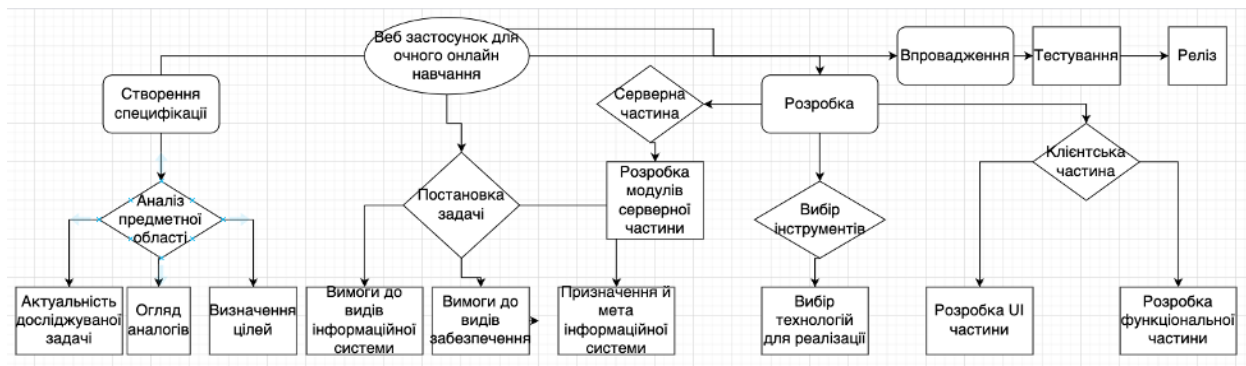 Веб застосунок для
очного онлайн
навчання
Впровадження
Тестування
Реліз
Створення
специфікації
Серверна
частина
Розробка
Клієнтська
частина
Аналіз
предметної
області
Постановка
задачі
Розробка
модулів
серверної
частини
Вибір
інструментів
Актуальність
досліджуваної
задачі
Огляд
аналогів
Визначення
цілей
Вимоги до
видів
інформаційної
системи
Вимоги до
видів
забезпечення
Призначення й
мета
інформаційної
системи
Вибір
технологій
для реалізації
Розробка UI
частини
Розробка
функціональної
частини